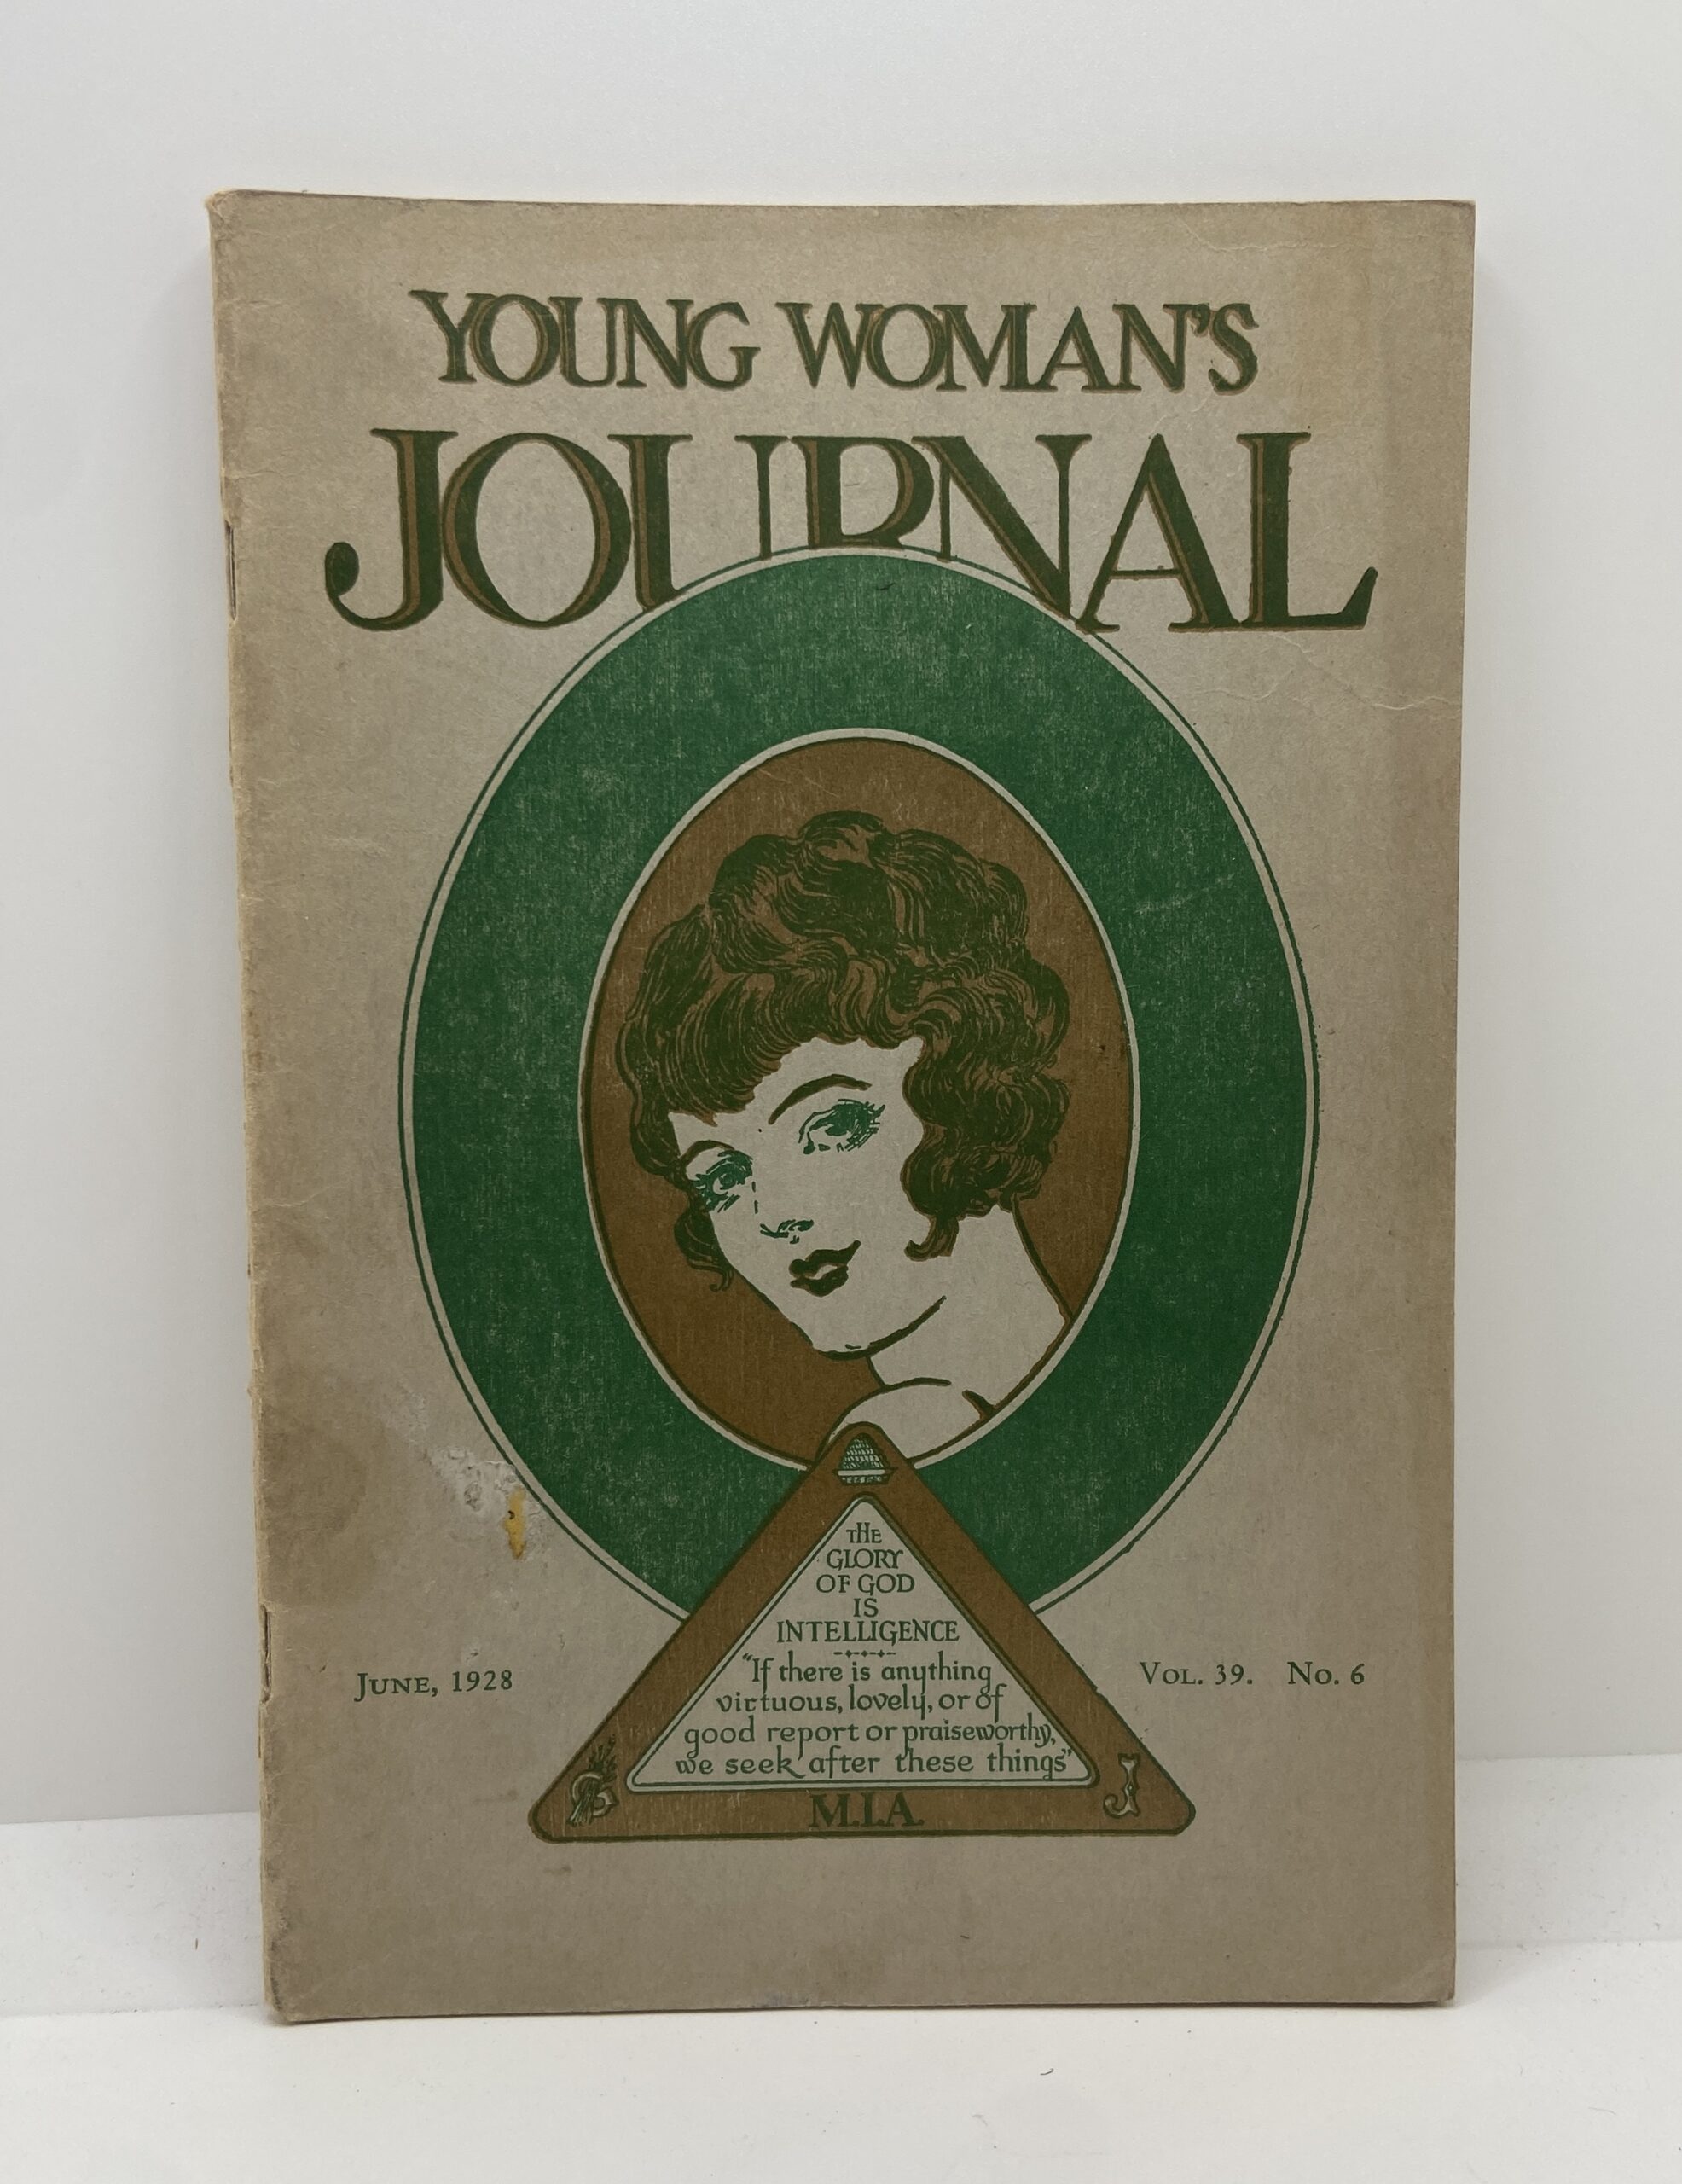 YOUNG WOMAN'S
JOURNAL
THE
GLORY
OF GOD
IS
INTELLIGENCE
"If there is anything
virtuous, lovely, or of
good report or praiseworthy,
we seek after these things"
JUNE, 1928
VOL. 39. No. 6
J
M.I.A.